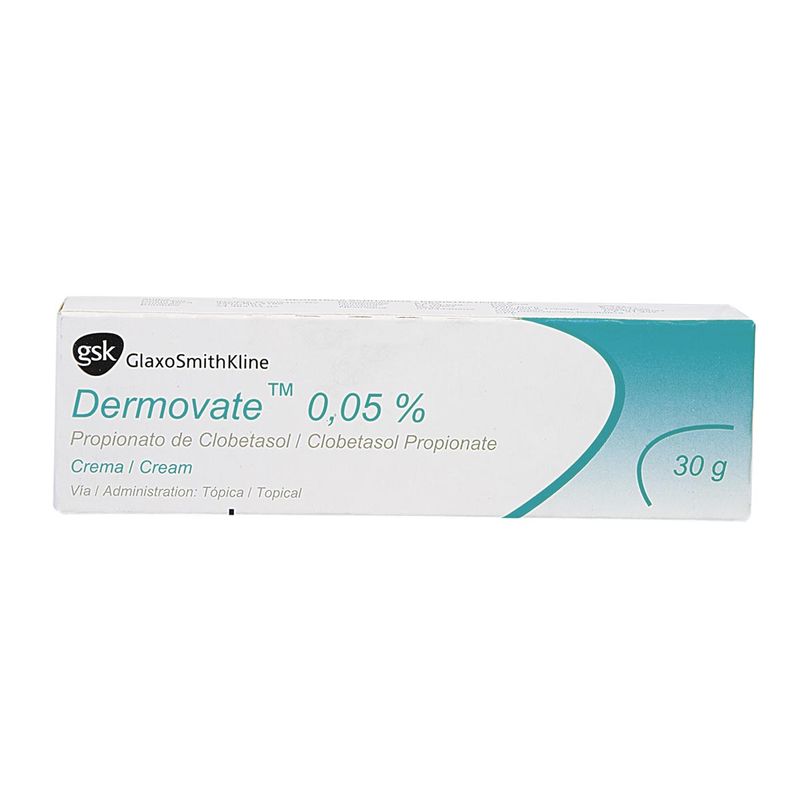 gsk GlaxoSmithKline
Dermovate™ 0,05 %
Propionato de Clobetasol / Clobetasol Propionate
Crema / Cream
Vía / Administration: Tópica / Topical
30 g